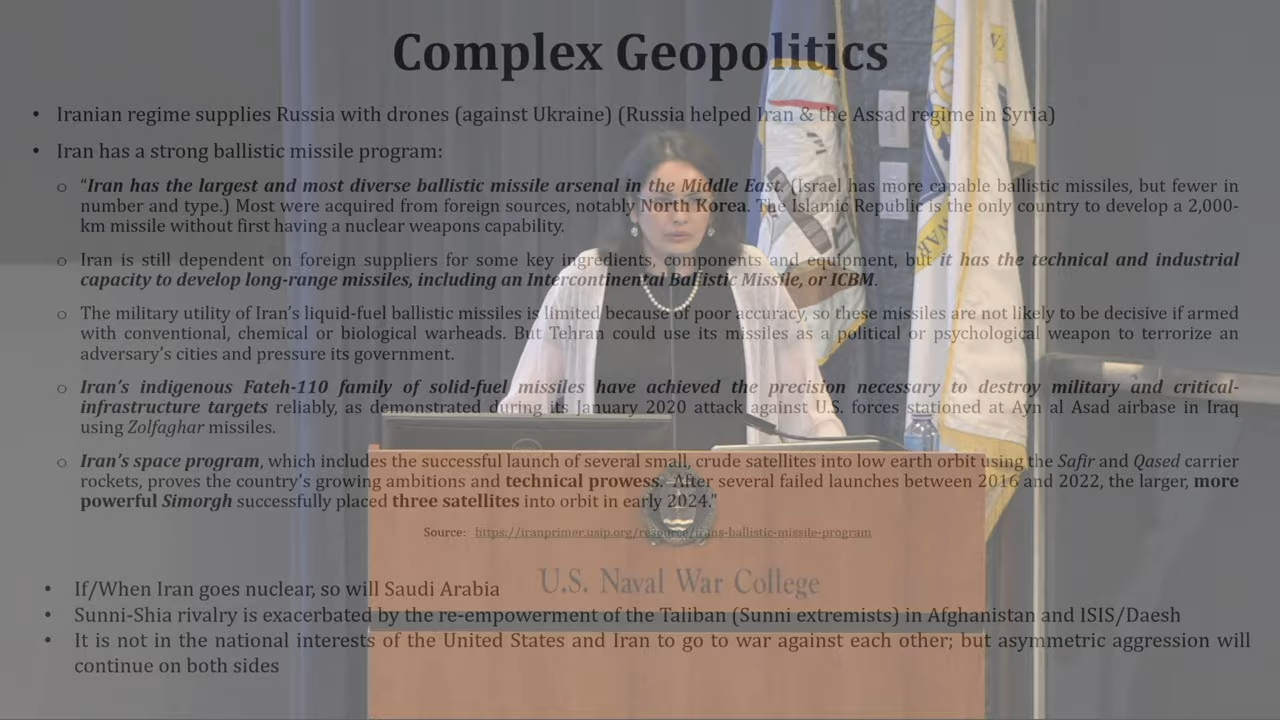 Complex Geopolitics
• Iranian regime supplies Russia with drones (against Ukraine) (Russia helped Iran & the Assad regime in Syria)
• Iran has a strong ballistic missile program:
o "Iran has the largest and most diverse ballistic missile arsenal in the Middle East. (Israel has more capable ballistic missiles, but fewer in
number and type.) Most were acquired from foreign sources, notably North Korea. The Islamic Republic is the only country to develop a 2,000-
km missile without first having a nuclear weapons capability.
o Iran is still dependent on foreign suppliers for some key ingredients, components and equipment, but it has the technical and industrial
capacity to develop long-range missiles, including an Intercontinental Ballistic Missile, or ICBM.
o The military utility of Iran's liquid-fuel ballistic missiles is limited because of poor accuracy, so these missiles are not likely to be decisive if armed
with conventional, chemical or biological warheads. But Tehran could use its missiles as a political or psychological weapon to terrorize an
adversary's cities and pressure its government.
o Iran's indigenous Fateh-110 family of solid-fuel missiles have achieved the precision necessary to destroy military and critical-
infrastructure targets reliably, as demonstrated during its January 2020 attack against U.S. forces stationed at Ayn al Asad airbase in Iraq
using Zolfaghar missiles.
o Iran's space program, which includes the successful launch of several small, crude satellites into low earth orbit using the Safir and Qased carrier
rockets, proves the country's growing ambitions and technical prowess. After several failed launches between 2016 and 2022, the larger, more
powerful Simorgh successfully placed three satellites into orbit in early 2024."
Source: https://iranprimer.usip.org/resource/irans-ballistic-missile-program
U.S. Naval War College
• If/When Iran goes nuclear, so will Saudi Arabia
• Sunni-Shia rivalry is exacerbated by the re-empowerment of the Taliban (Sunni extremists) in Afghanistan and ISIS/Daesh
• It is not in the national interests of the United States and Iran to go to war against each other; but asymmetric aggression will
continue on both sides